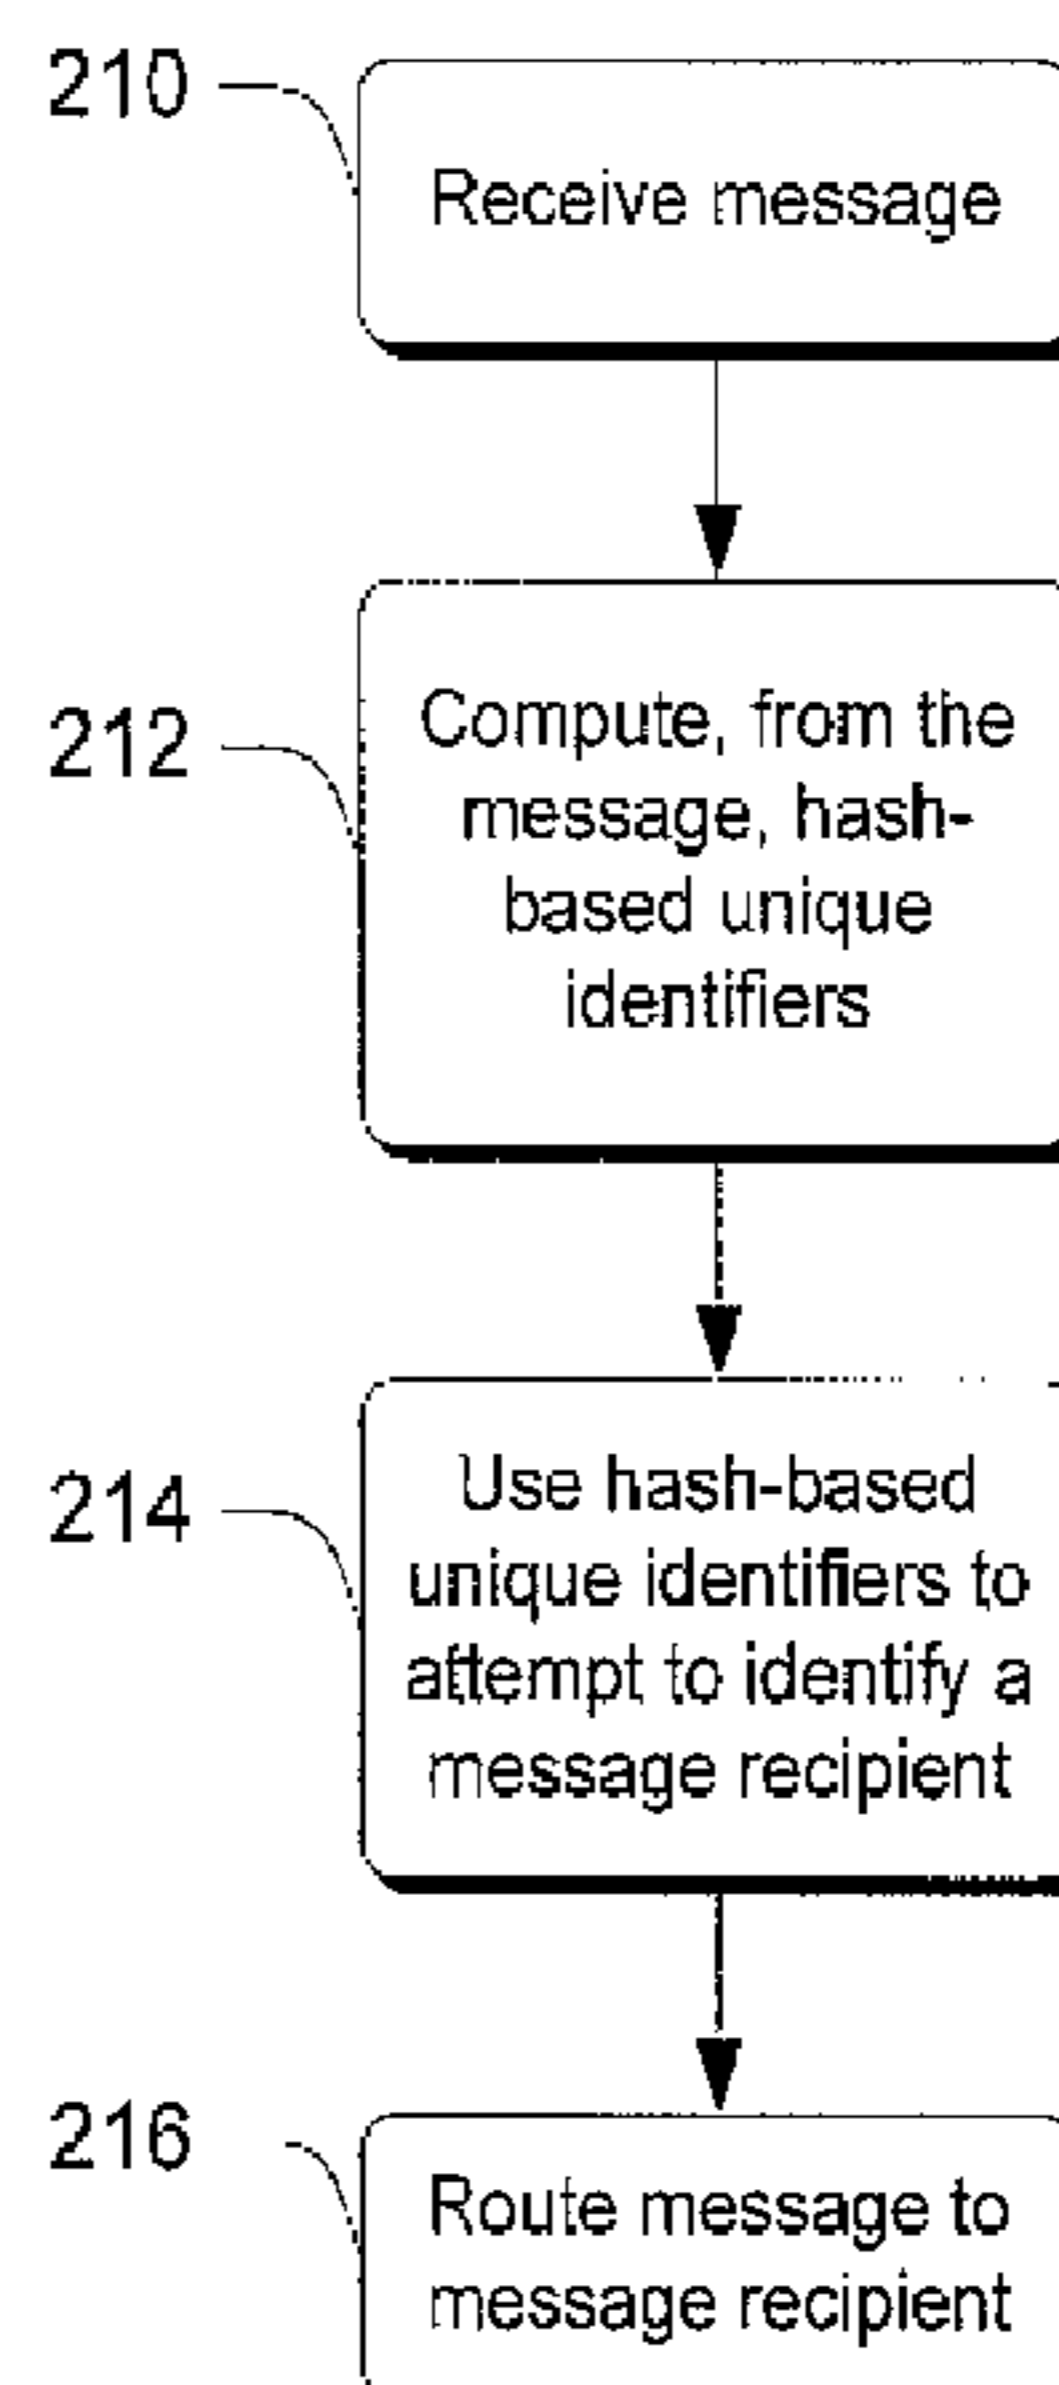 210
Receive message
212
Compute, from the
message, hash-
based unique
identifiers
214
Use hash-based
unique identifiers to
attempt to identify a
message recipient
216
Route message to
message recipient